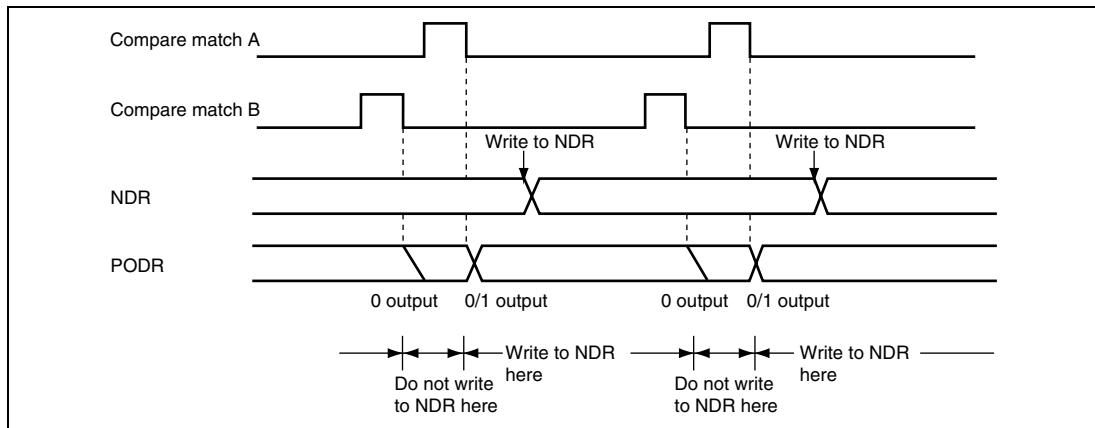 Compare match A
Compare match B
Write to NDR
Write to NDR
NDR
PODR
0 output
0/1 output
0 output
0/1 output
Write to NDR
here
Write to NDR
here
Do not write
to NDR here
Do not write
to NDR here